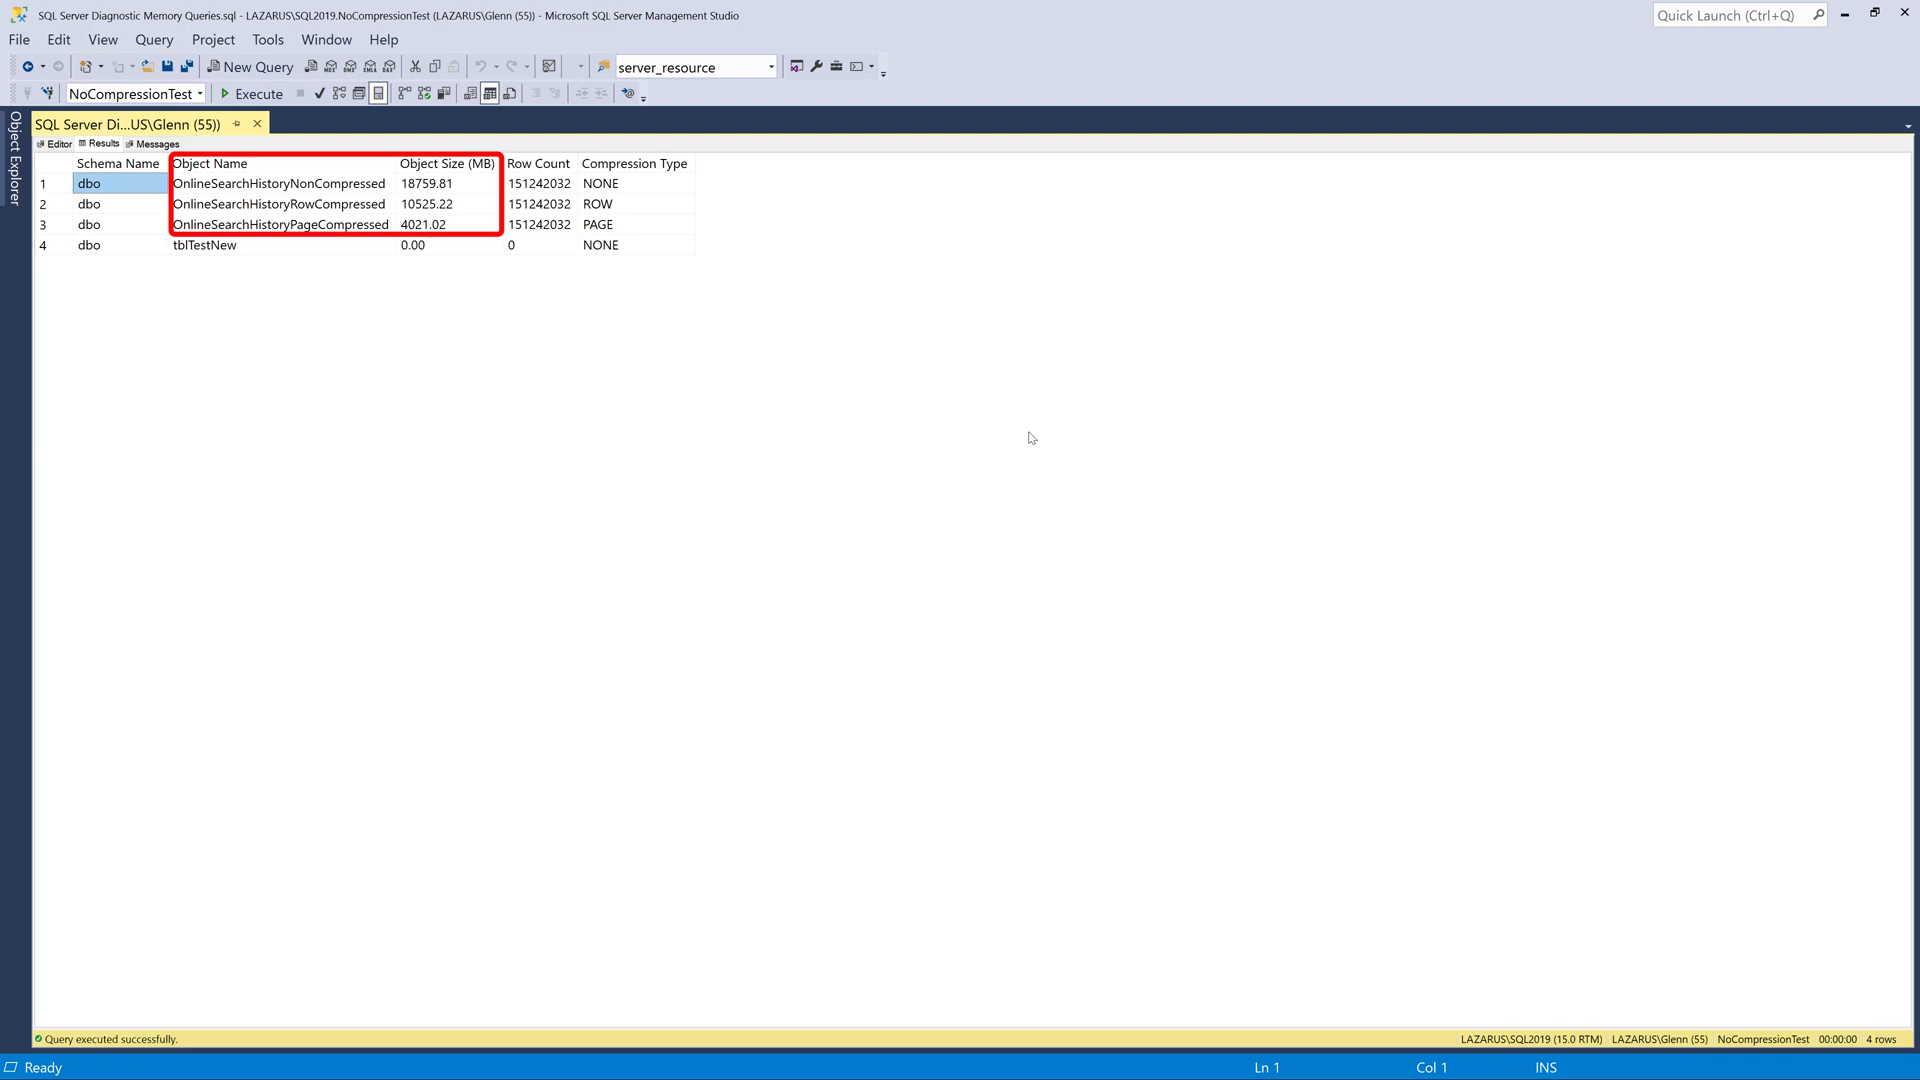 SQL Server Diagnostic Memory Queries.sql - LAZARUS\SQL2019.NoCompressionTest (LAZARUS\Glenn (55)) - Microsoft SQL Server Management Studio
Quick Launch (Ctrl+Q)
File Edit View Query Project Tools Window Help
New Query
server_resource
NoCompressionTest
Execute
Object Explorer
SQL Server Di...US\Glenn (55))
Editor Results Messages
Schema Name Object Name Object Size (MB) Row Count Compression Type
1 dbo OnlineSearchHistoryNonCompressed 18759.81 151242032 NONE
2 dbo OnlineSearchHistoryRowCompressed 10525.22 151242032 ROW
3 dbo OnlineSearchHistoryPageCompressed 4021.02 151242032 PAGE
4 dbo tblTestNew 0.00 0 NONE
Query executed successfully.
LAZARUS\SQL2019 (15.0 RTM) LAZARUS\Glenn (55) NoCompressionTest 00:00:00 4 rows
Ready
Ln 1 Col 1 INS